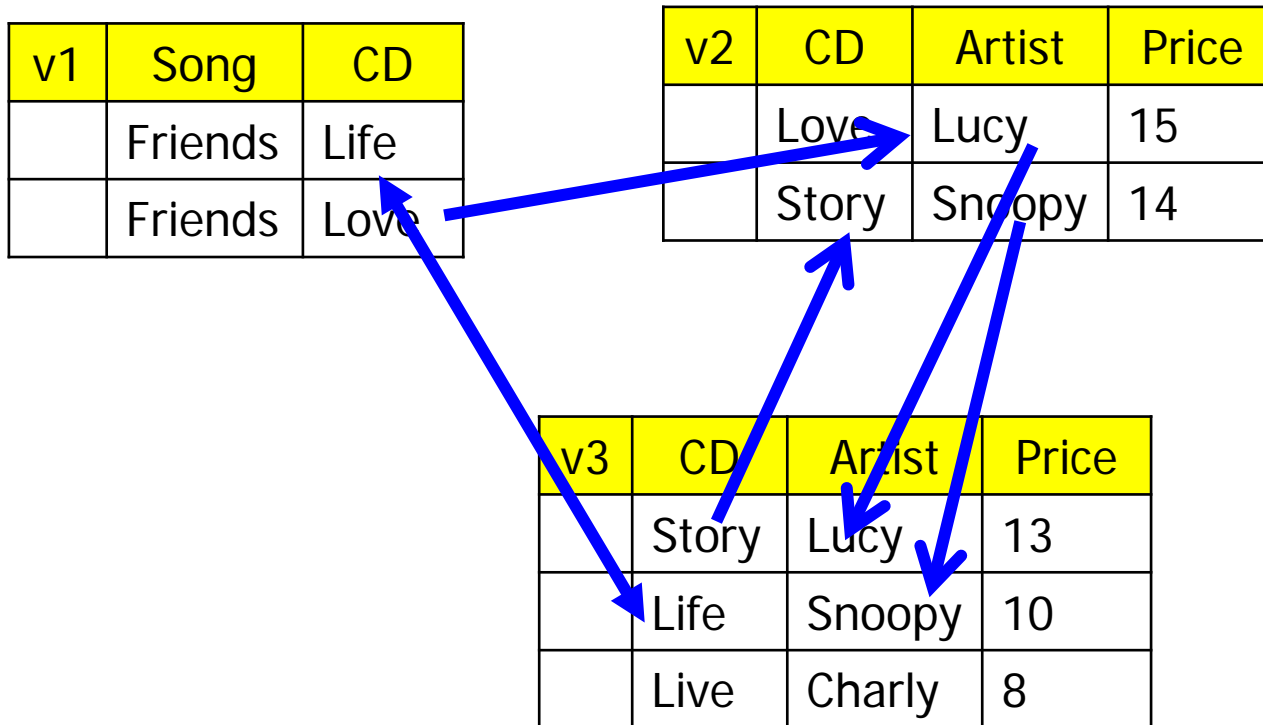 v1 Song CD
Friends Life
Friends Love
v2 CD Artist Price
Love Lucy 15
Story Snoopy 14
v3 CD Artist Price
Story Lucy 13
Life Snoopy 10
Live Charly 8